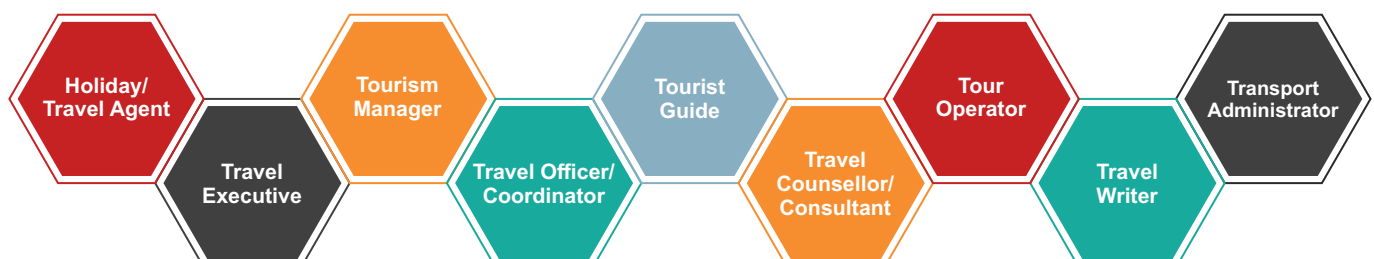 Holiday/
Travel Agent
Travel
Executive
Tourism
Manager
Travel Officer/
Coordinator
Tourist
Guide
Travel
Counsellor/
Consultant
Tour
Operator
Travel
Writer
Transport
Administrator